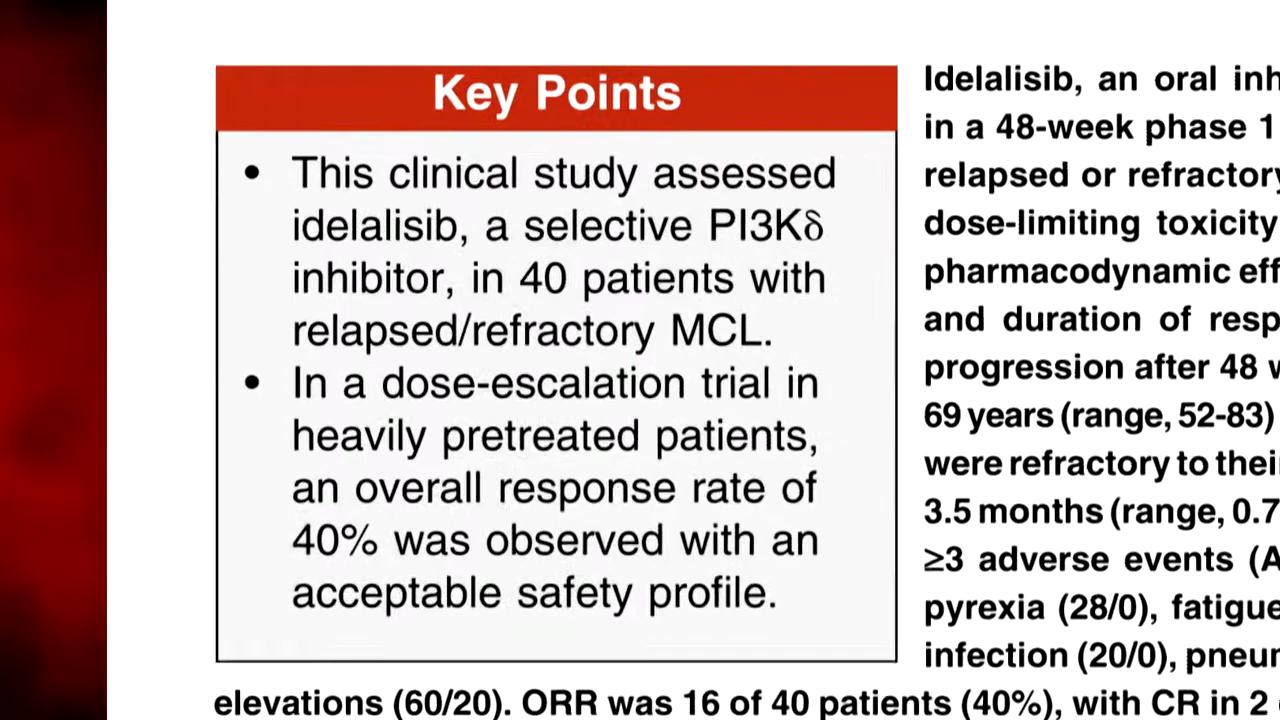 Key Points
• This clinical study assessed
idelalisib, a selective PI3Kδ
inhibitor, in 40 patients with
relapsed/refractory MCL.
• In a dose-escalation trial in
heavily pretreated patients,
an overall response rate of
40% was observed with an
acceptable safety profile.
Idelalisib, an oral
in a 48-week phase 1
relapsed or
dose-limiting toxicity
pharmacodynamic
and duration of
progression after 48
69 years (range, 52-83)
were refractory to
3.5 months (range, 0.7
≥3 adverse events (A
pyrexia (28/0), fatigue
infection (20/0),
elevations (60/20). ORR was 16 of 40 patients (40%), with CR in 2